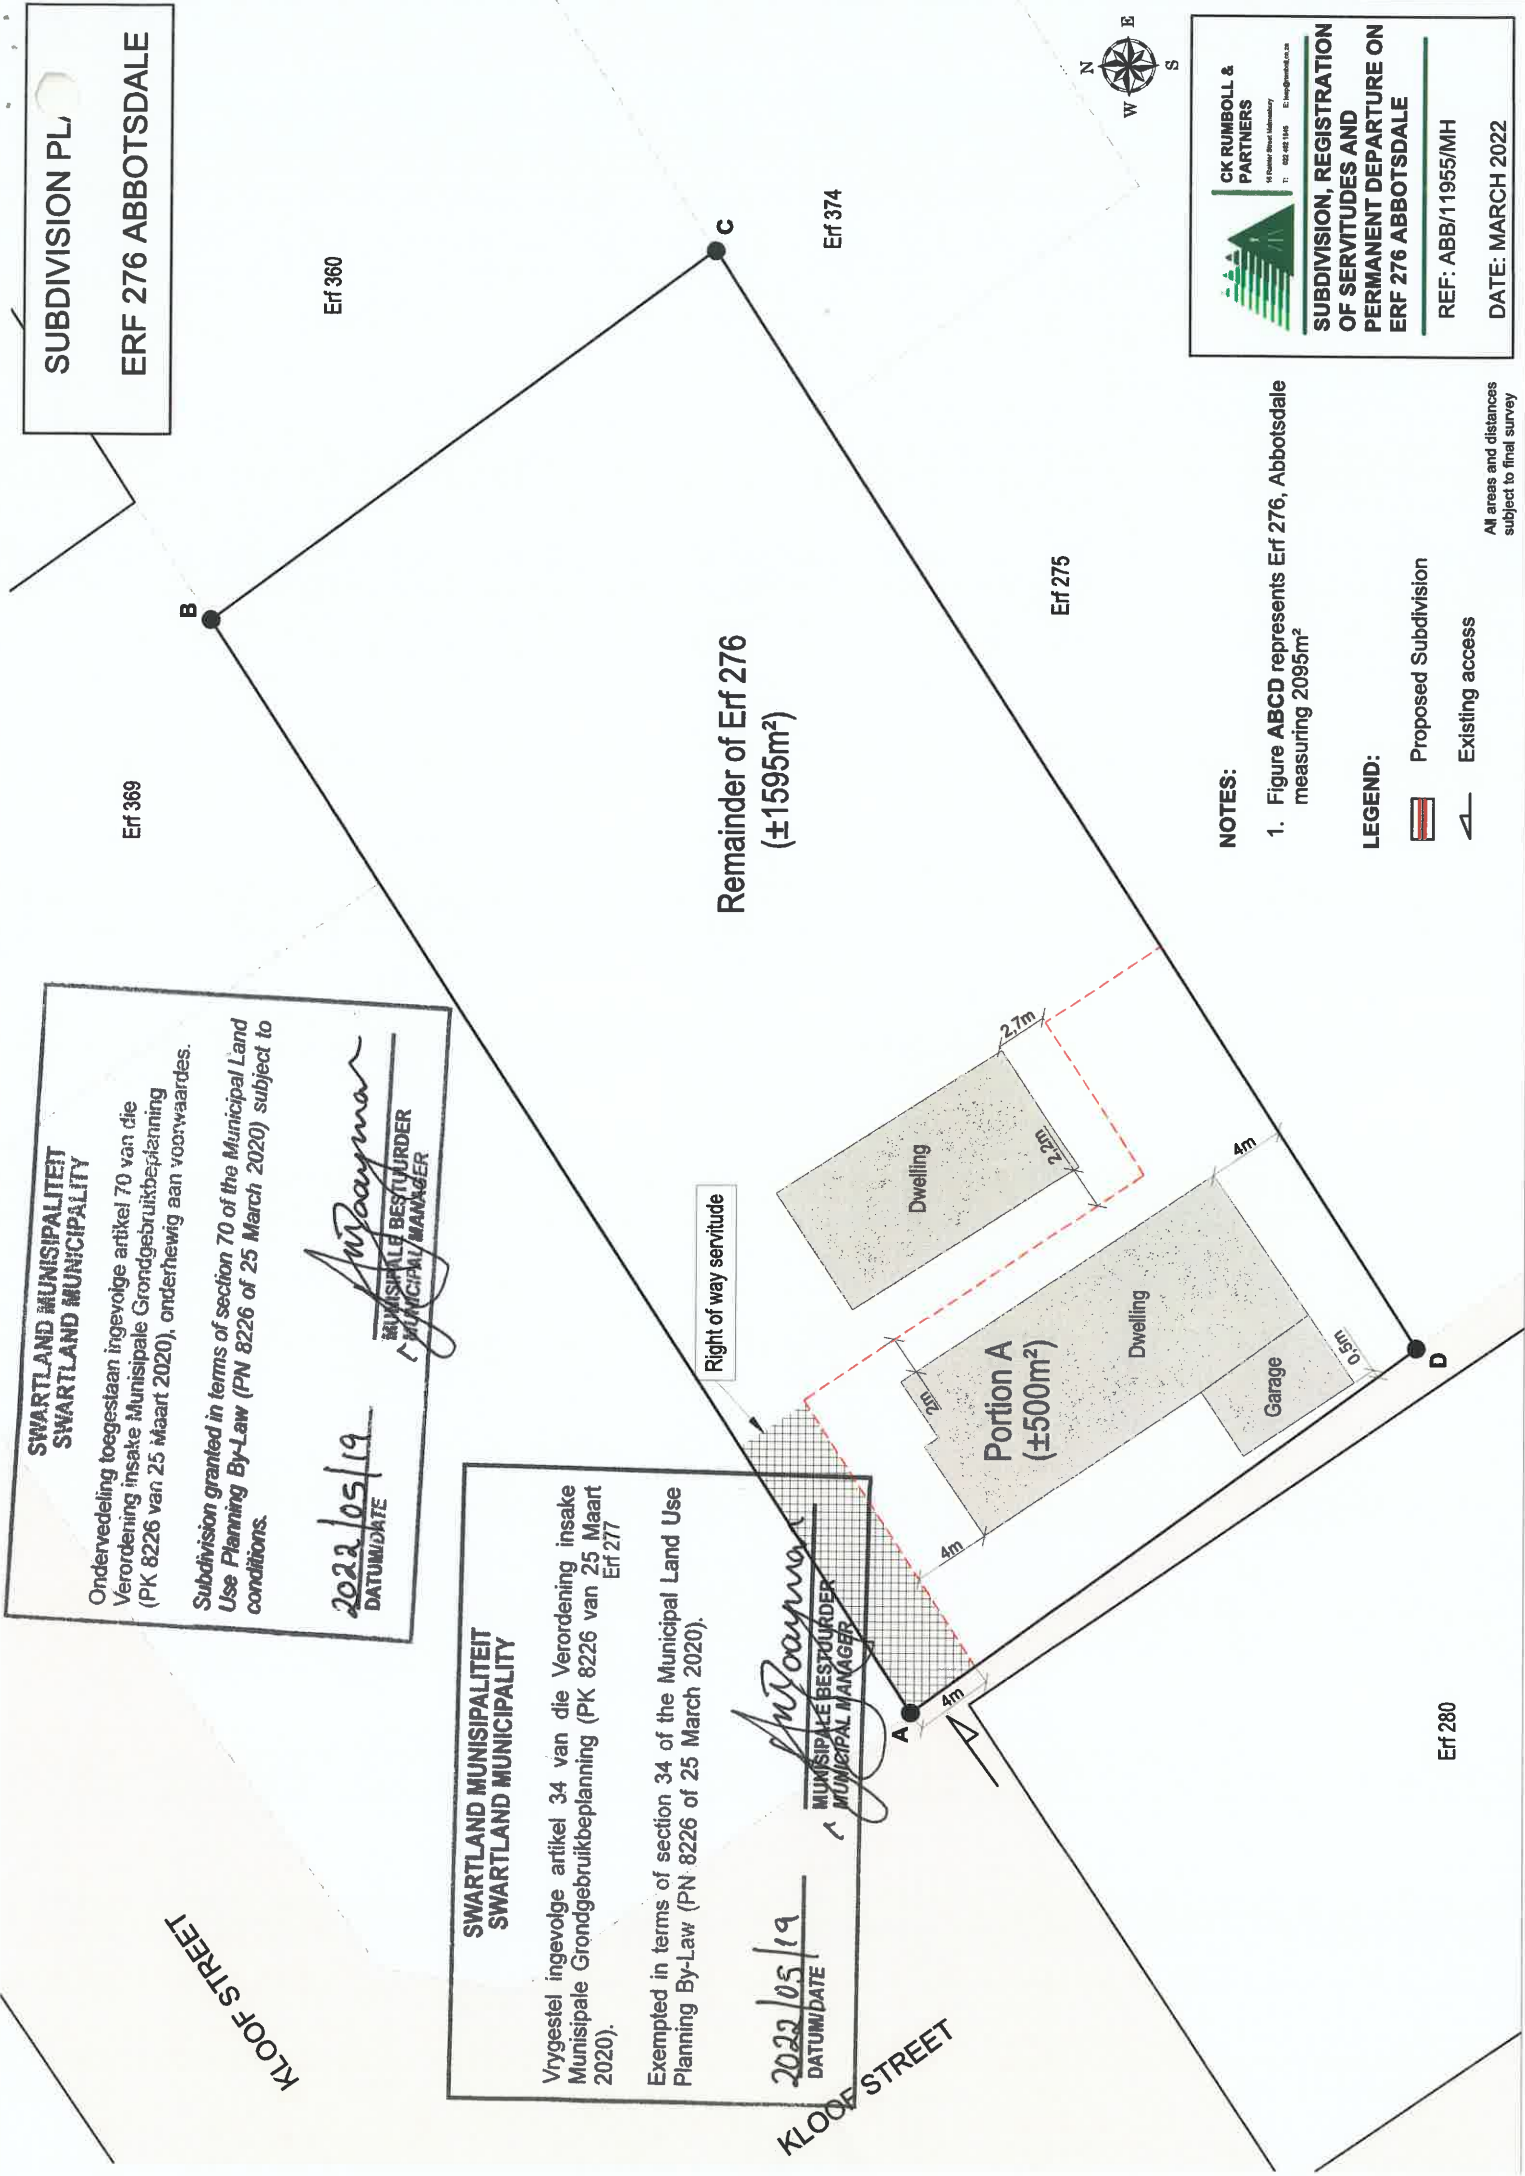 SUBDIVISION PL
ERF 276 ABBOTSDALE
SWARTLAND MUNISIPALITEIT
SWARTLAND MUNICIPALITY
Onderverdeling toegestaan ingevolge artikel 70 van die
Verordening insake Munisipale Grondgebruikbeplanning
(PK 8226 van 25 Maart 2020), onderhewig aan voorwaardes.
Subdivision granted in terms of section 70 of the Municipal Land
Use Planning By-Law (PN 8226 of 25 March 2020) subject to
conditions.
2022/05/19
DATUM/DATE
MUNISIPALE BESTUURDER
MUNICIPAL MANAGER
SWARTLAND MUNISIPALITEIT
SWARTLAND MUNICIPALITY
Vrygestel ingevolge artikel 34 van die Verordening insake
Munisipale Grondgebruikbeplanning (PK 8226 van 25 Maart
2020).
Erf 277
Exempted in terms of section 34 of the Municipal Land Use
Planning By-Law (PN 8226 of 25 March 2020).
2022/05/19
DATUM/DATE
MUNISIPALE BESTUURDER
MUNICIPAL MANAGER
KLOOF STREET
KLOOF STREET
Erf 369
Erf 360
Erf 374
Erf 275
Erf 280
A
B
C
D
Remainder of Erf 276
(±1595m²)
Right of way servitude
Portion A
(±500m²)
Dwelling
Dwelling
Garage
2,7m
2,2m
2m
4m
4m
4m
0,5m
N
W
E
S
NOTES:
1. Figure ABCD represents Erf 276, Abbotsdale
measuring 2095m²
LEGEND:
Proposed Subdivision
Existing access
All areas and distances
subject to final survey
CK RUMBOLL &
PARTNERS
16 Rainier Street Malmesbury
T: 022 482 1845
SUBDIVISION, REGISTRATION
OF SERVITUDES AND
PERMANENT DEPARTURE ON
ERF 276 ABBOTSDALE
REF: ABB/11955/MH
DATE: MARCH 2022